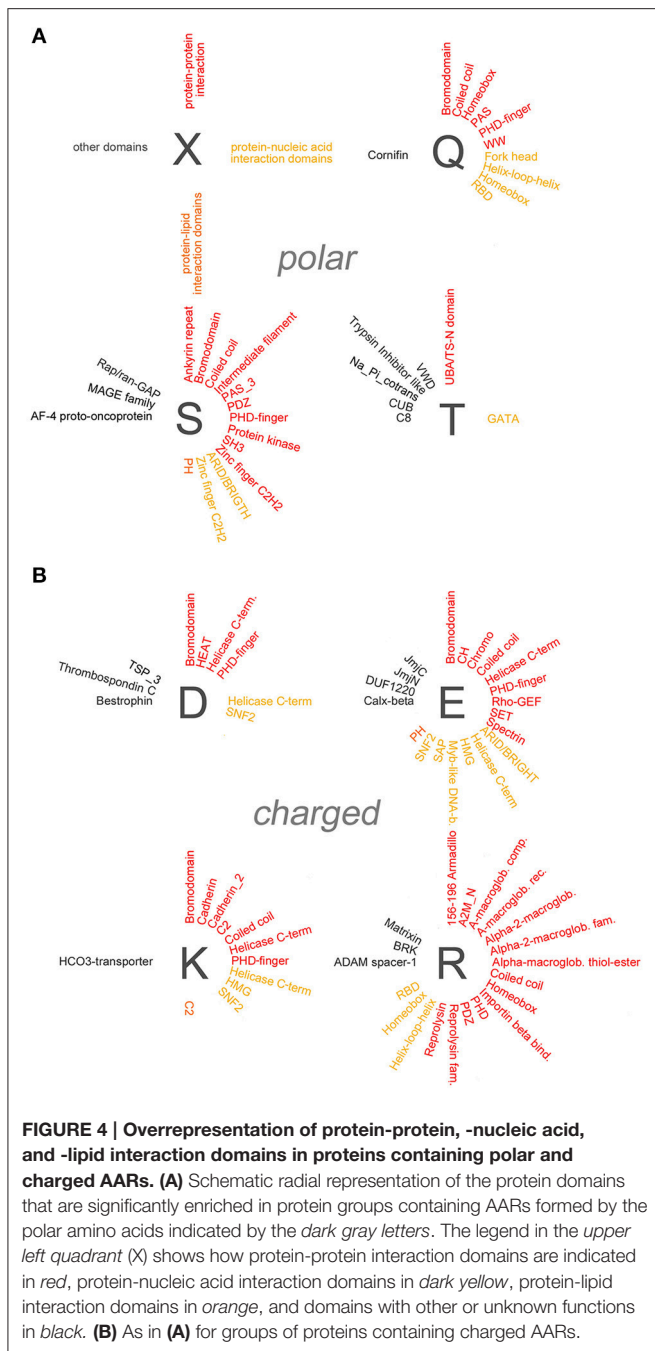 A
protein-protein
interaction
other domains
X
protein-nucleic acid
interaction domains
protein-lipid
interaction domains
Cornifin
Q
Bromodomain
Coiled coil
Homeobox
PAS
PHD-finger
WW
Fork head
Helix-loop-helix
Homeobox
RBD
polar
Rap/ran-GAP
MAGE family
AF-4 proto-oncoprotein
S
Ankyrin repeat
Bromodomain
Coiled coil
Intermediate filament
PAS_3
PDZ
PHD-finger
Protein kinase
SH3
Zinc finger C2H2
ARID/BRIGTH
Zinc finger C2H2
PH
VWD
Trypsin Inhibitor like
Na_Pi_cotrans
CUB
C8
T
UBA/TS-N domain
GATA
B
TSP_3
Thrombospondin C
Bestrophin
D
Bromodomain
HEAT
Helicase C-term.
PHD-finger
Helicase C-term
SNF2
JmjC
JmjN
DUF1220
Calx-beta
E
Bromodomain
CH
Chromo
Coiled coil
Helicase C-term
PHD-finger
Rho-GEF
SET
Spectrin
ARID/BRIGHT
Helicase C-term
HMG
Myb-like DNA-b.
SAP
SNF2
PH
charged
HCO3-transporter
K
Bromodomain
Cadherin
Cadherin_2
C2
Coiled coil
Helicase C-term
PHD-finger
Helicase C-term
HMG
SNF2
C2
Matrixin
BRK
ADAM spacer-1
R
156-196 Armadillo
A2M_N
A-macroglob. comp.
A-macroglob. rec.
Alpha-2-macroglob.
Alpha-2-macroglob. fam.
Alpha-macroglob. thiol-ester
Coiled coil
Homeobox
Importin beta bind.
PHD
PDZ
Reprolysin fam.
Reprolysin
Helix-loop-helix
Homeobox
RBD
FIGURE 4 | Overrepresentation of protein-protein, -nucleic acid,
and -lipid interaction domains in proteins containing polar and
charged AARs. (A) Schematic radial representation of the protein domains
that are significantly enriched in protein groups containing AARs formed by the
polar amino acids indicated by the dark gray letters. The legend in the upper
left quadrant (X) shows how protein-protein interaction domains are indicated
in red, protein-nucleic acid interaction domains in dark yellow, protein-lipid
interaction domains in orange, and domains with other or unknown functions
in black. (B) As in (A) for groups of proteins containing charged AARs.